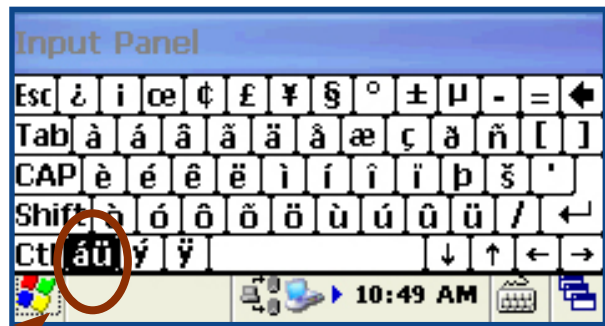 Input Panel
Esc ¿ ¡ œ ¢ £ ¥ § ° ± µ - =
Tab à á â ã ä å æ ç ð ñ [ ]
CAP è é ê ë ì í î ï þ š '
Shift ò ó ô õ ö ù ú û ü /
Ctl áü ý ÿ ↓ ↑ ← →
10:49 AM